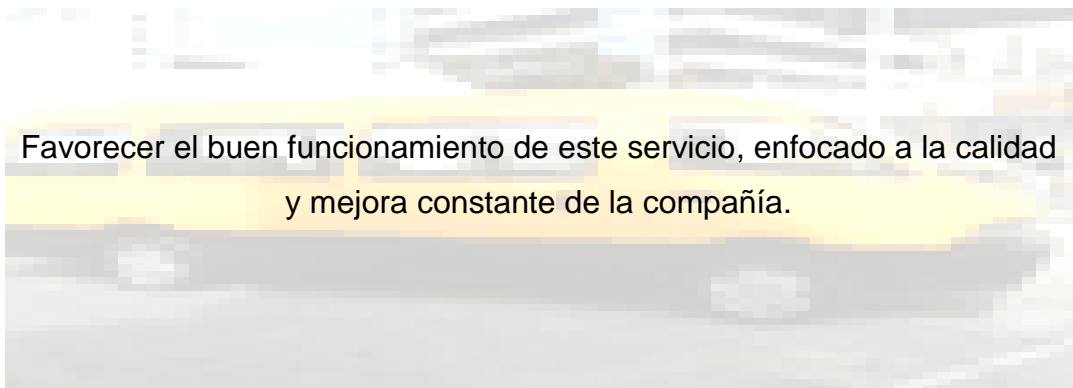 Favorecer el buen funcionamiento de este servicio, enfocado a la calidad
y mejora constante de la compañía.